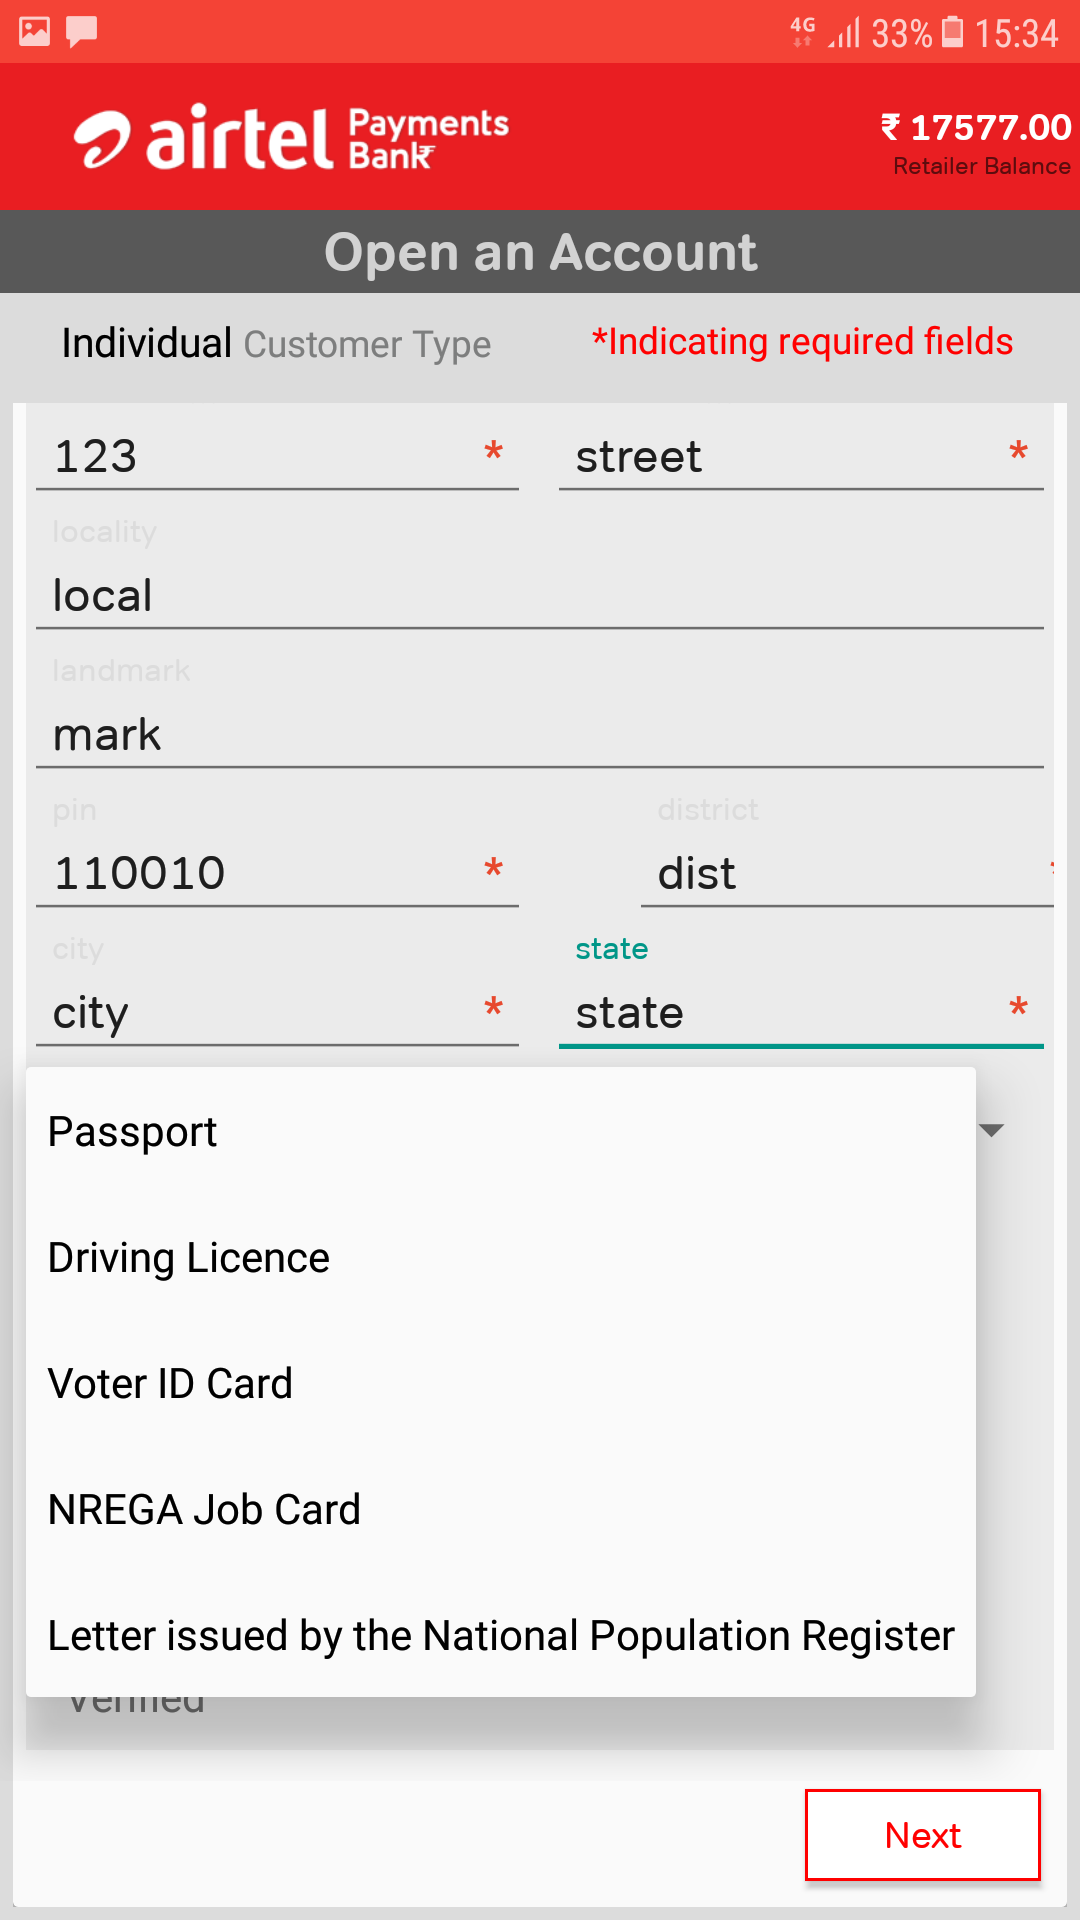 4G 33% 15:34
airtel Payments Bank ₹ 17577.00
Retailer Balance
Open an Account
Individual Customer Type *Indicating required fields
123 * street *
locality
local
landmark
mark
pin district
110010 * dist *
city state
city * state *
Passport
Driving Licence
Voter ID Card
NREGA Job Card
Letter issued by the National Population Register
Verified
Next